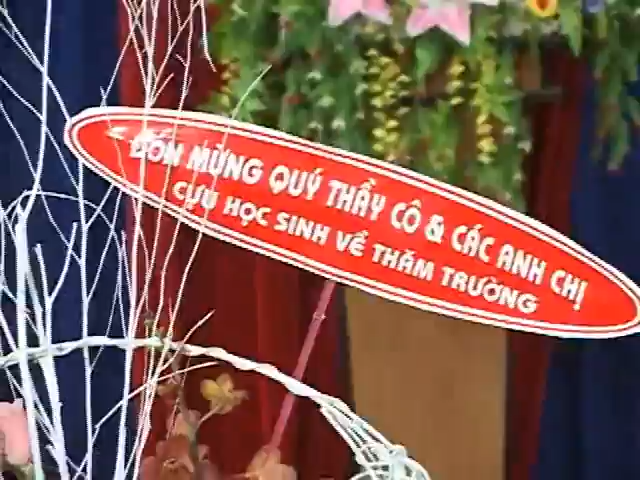 ĐÓN MỪNG QUÝ THẦY CÔ & CÁC ANH CHỊ
CỰU HỌC SINH VỀ THĂM TRƯỜNG